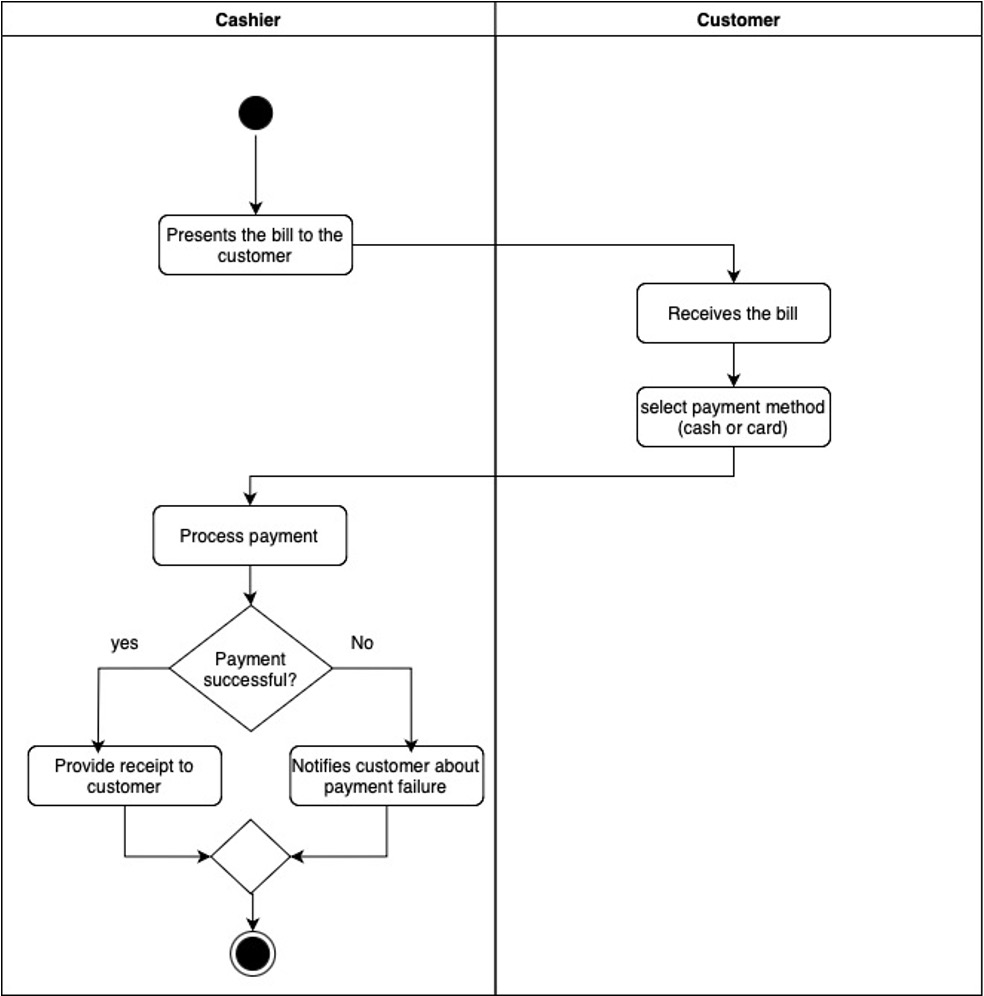 Cashier
Customer
Presents the bill to the
customer
Receives the bill
select payment method
(cash or card)
Process payment
yes
No
Payment
successful?
Provide receipt to
customer
Notifies customer about
payment failure